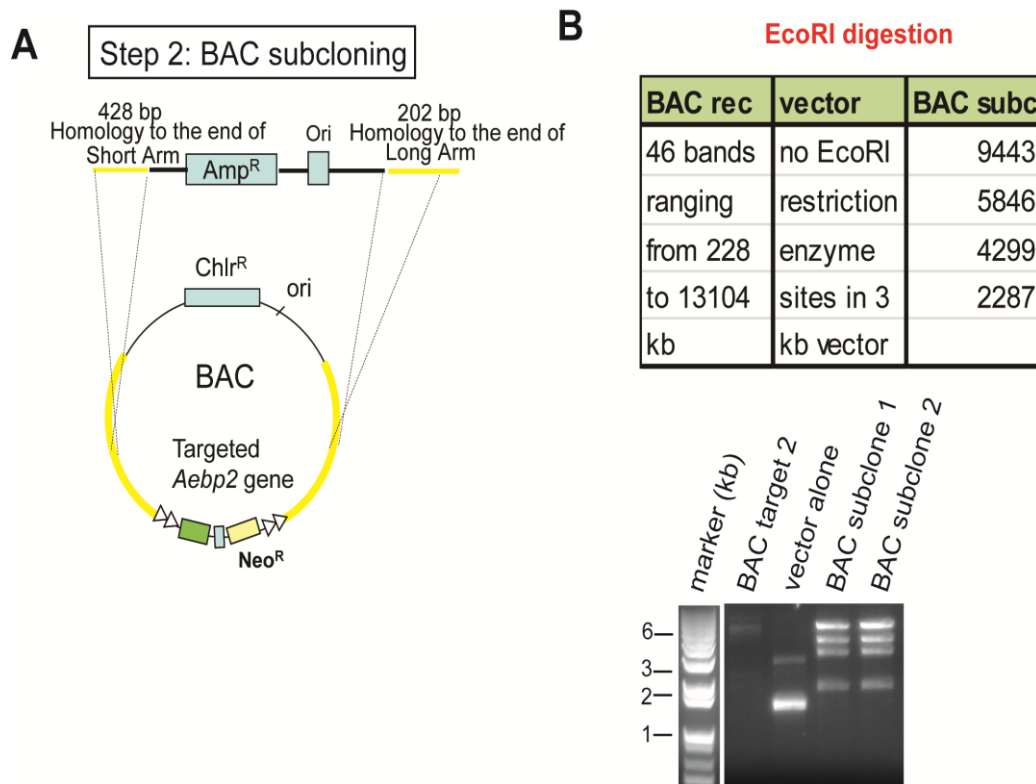 A
Step 2: BAC subcloning
428 bp
Homology to the end of
Short Arm
202 bp
Homology to the end of
Long Arm
Ori
Amp^R
Chlr^R
ori
BAC
Targeted
Aebp2 gene
Neo^R
B
EcoRI digestion
BAC rec vector BAC subc
46 bands no EcoRI 9443
ranging restriction 5846
from 228 enzyme 4299
to 13104 sites in 3 2287
kb kb vector
marker (kb)
BAC target 2
vector alone
BAC subclone 1
BAC subclone 2
6
3
2
1